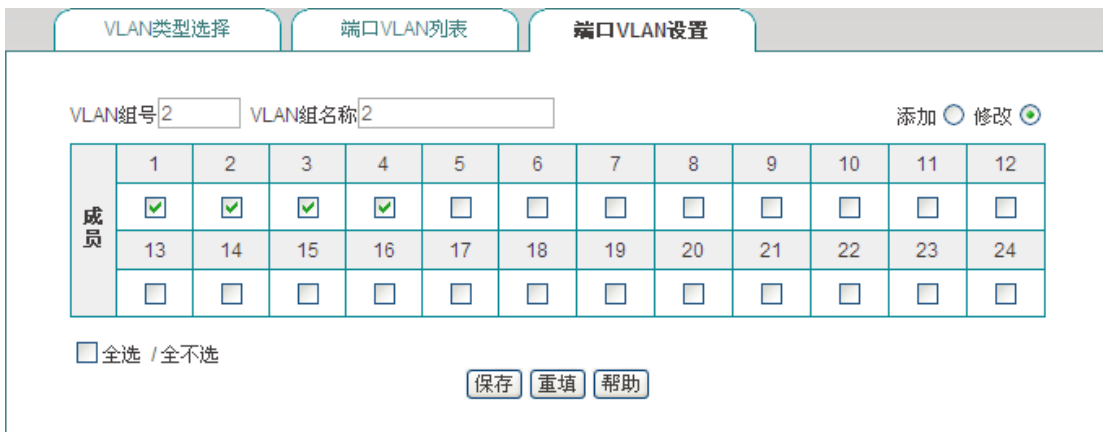 VLAN类型选择 端口VLAN列表 端口VLAN设置
VLAN组号 2 VLAN组名称 2 添加 修改
成员
1 2 3 4 5 6 7 8 9 10 11 12
13 14 15 16 17 18 19 20 21 22 23 24
全选 / 全不选
保存 重填 帮助